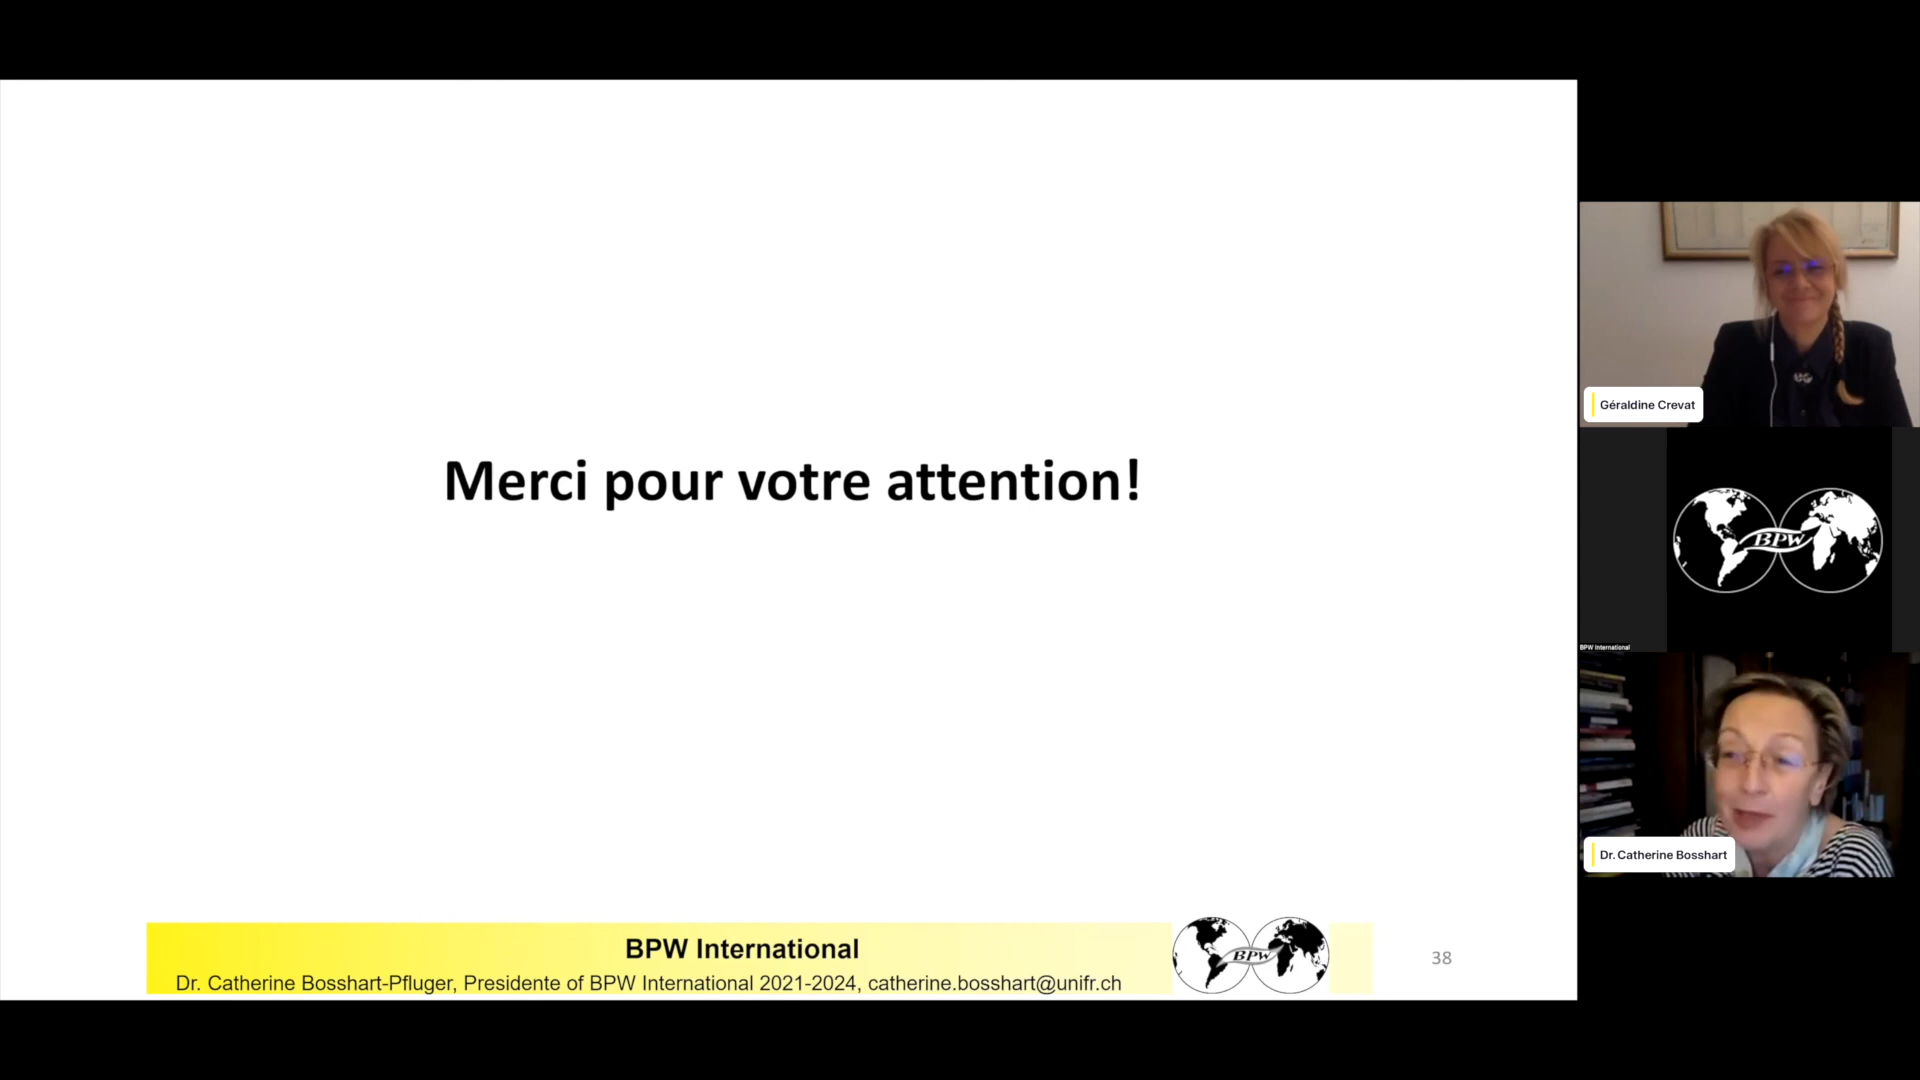 Merci pour votre attention!
BPW International
Dr. Catherine Bosshart-Pfluger, Presidente of BPW International 2021-2024, catherine.bosshart@unifr.ch
BPW
38
Géraldine Crevat
BPW
BPW International
Dr. Catherine Bosshart